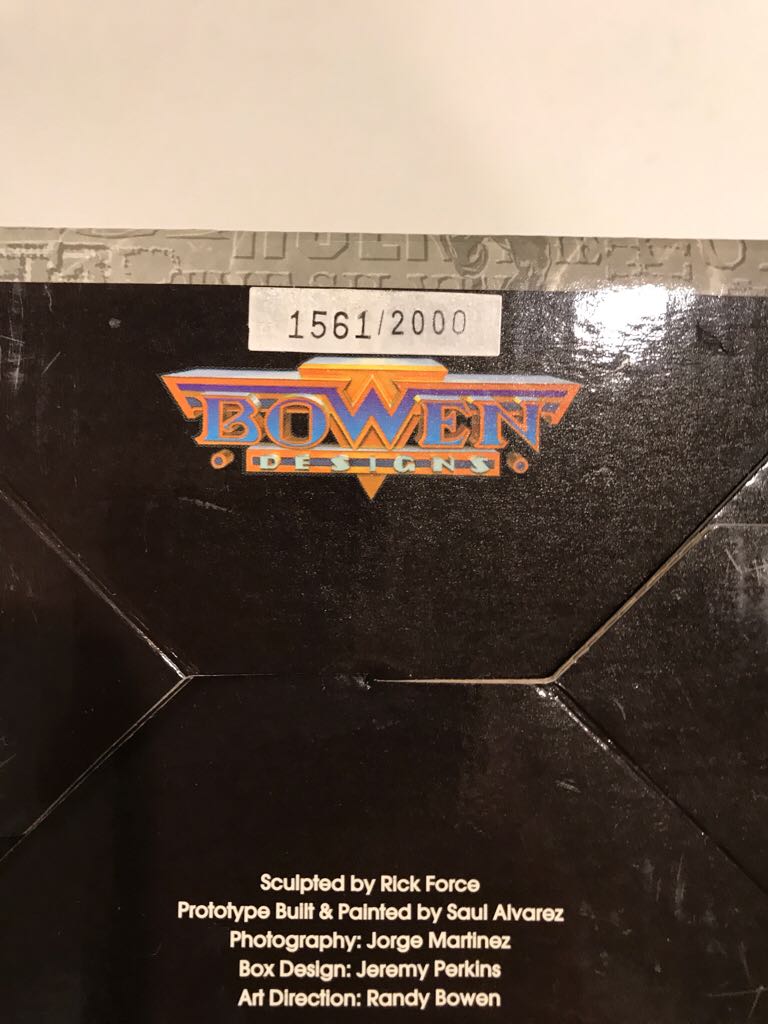 1561/2000
BOWEN
DESIGNS
Sculpted by Rick Force
Prototype Built & Painted by Saul Alvarez
Photography: Jorge Martinez
Box Design: Jeremy Perkins
Art Direction: Randy Bowen